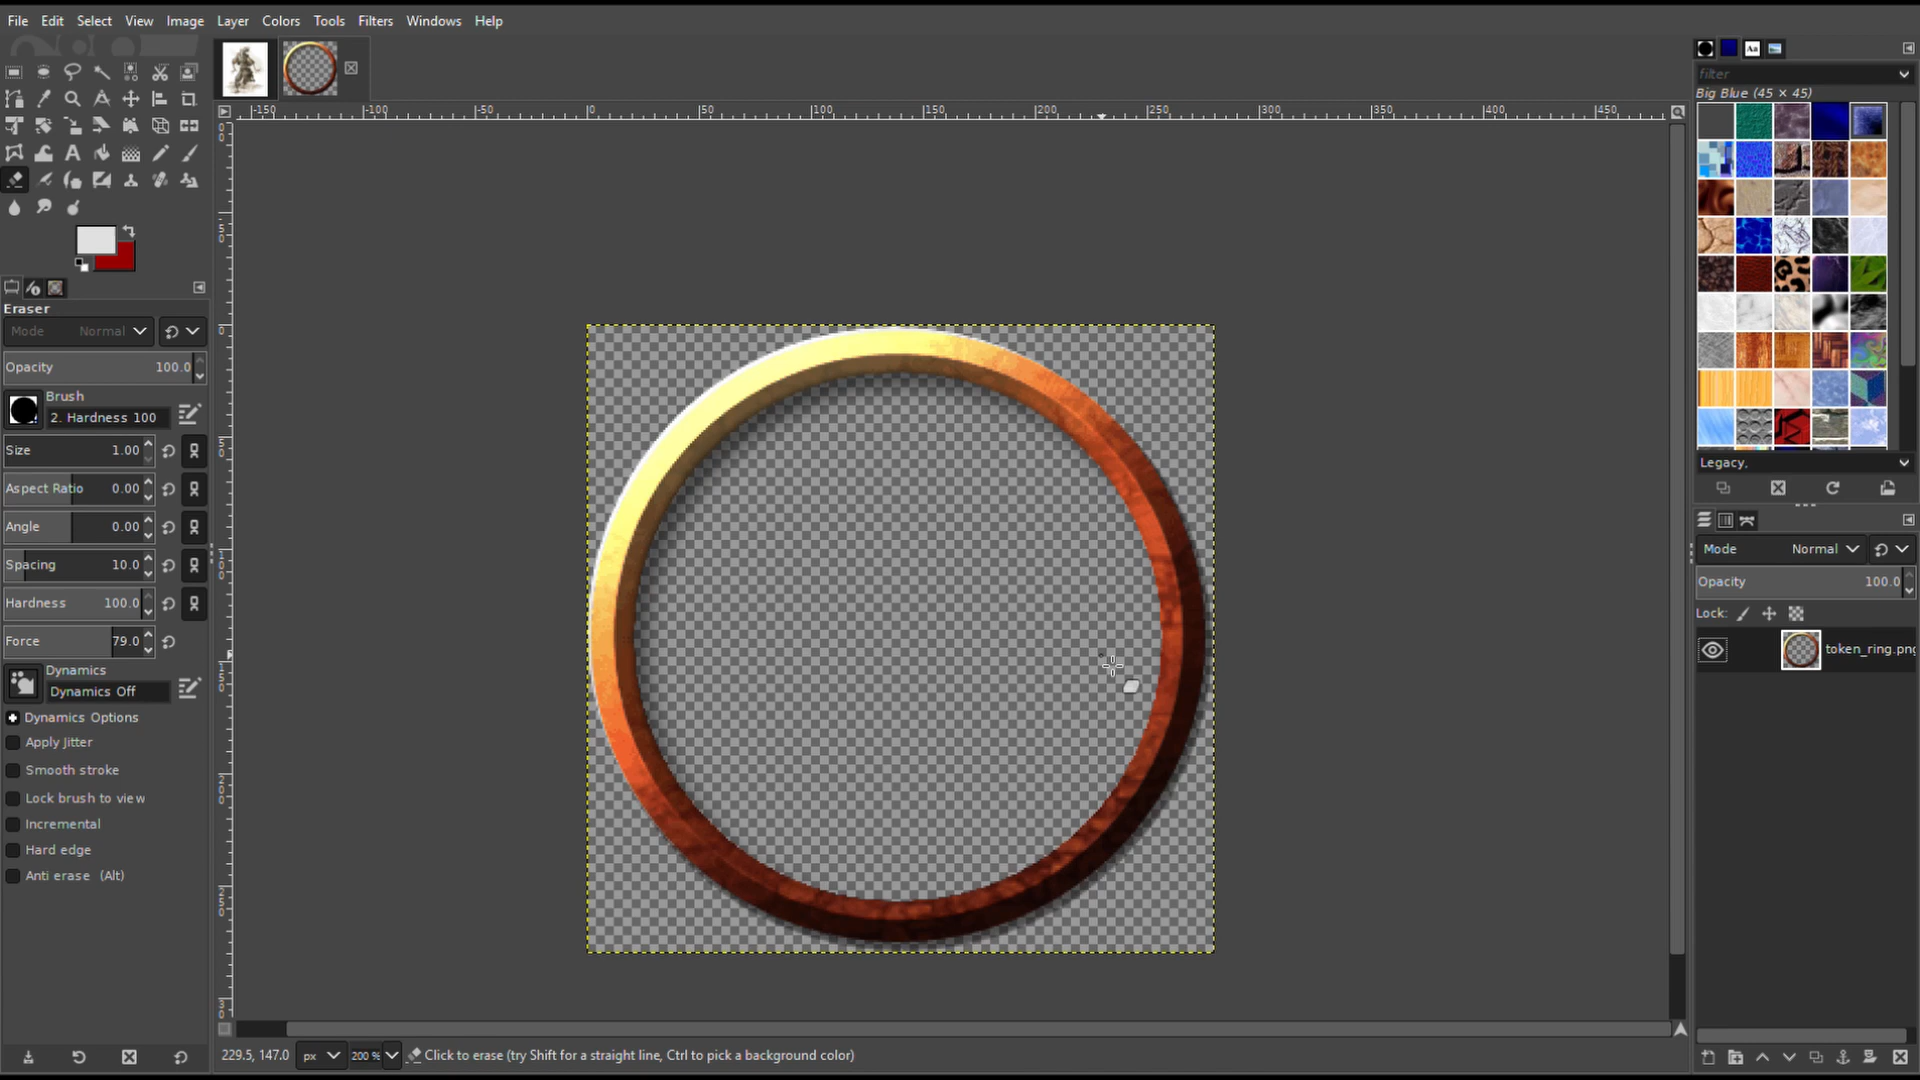 File Edit Select View Image Layer Colors Tools Filters Windows Help
-150 -100 -50 0 50 100 150 200 250 300 350 400 450
filter
Big Blue (45 × 45)
Eraser
Mode Normal
Opacity 100.0
Brush
2. Hardness 100
Size 1.00
Aspect Ratio 0.00
Angle 0.00
Spacing 10.0
Hardness 100.0
Force 79.0
Dynamics
Dynamics Off
Dynamics Options
Apply Jitter
Smooth stroke
Lock brush to view
Incremental
Hard edge
Anti erase (Alt)
Legacy,
Mode Normal
Opacity 100.0
Lock:
token_ring.png
229.5, 147.0 px 200 % Click to erase (try Shift for a straight line, Ctrl to pick a background color)